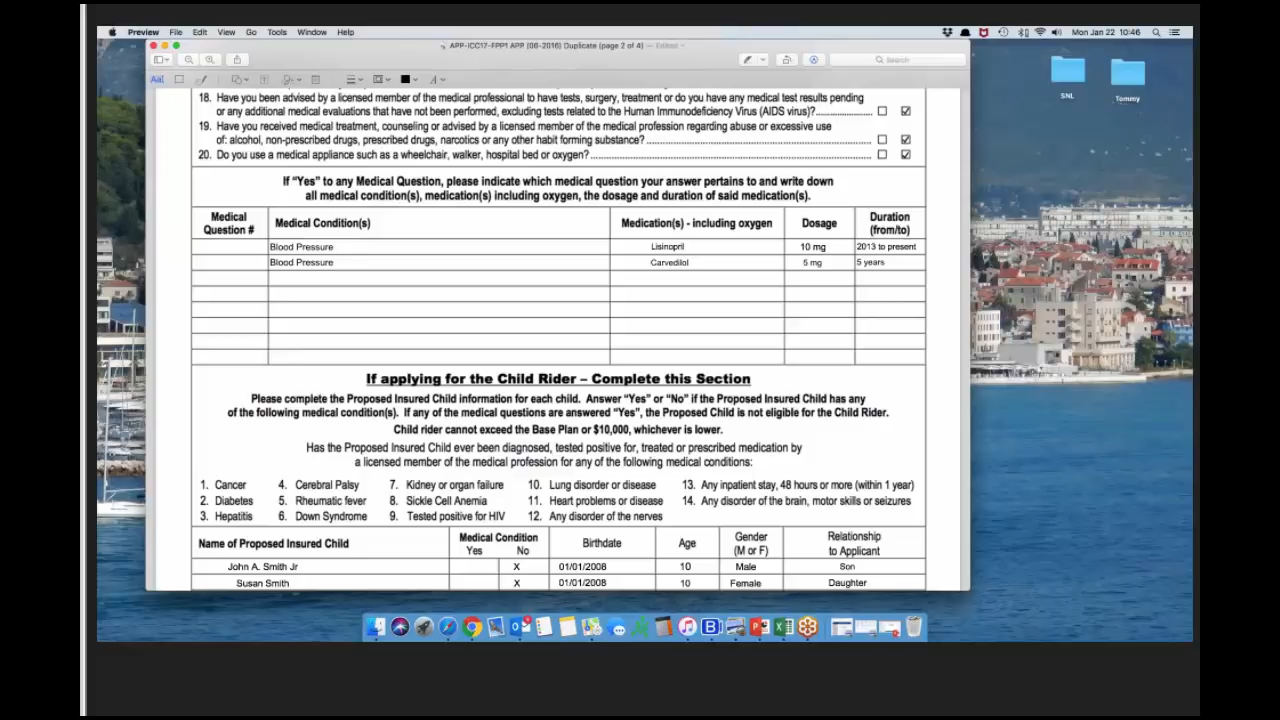 Preview File Edit View Go Tools Window Help
Mon Jan 22 10:46
APP-ICC17-FPP1 APP (06-2016) Duplicate (page 2 of 4) — Edited
Search
SNL
Tommy
18. Have you been advised by a licensed member of the medical professional to have tests, surgery, treatment or do you have any medical test results pending
or any additional medical evaluations that have not been performed, excluding tests related to the Human Immunodeficiency Virus (AIDS virus)?
19. Have you received medical treatment, counseling or advised by a licensed member of the medical profession regarding abuse or excessive use
of: alcohol, non-prescribed drugs, prescribed drugs, narcotics or any other habit forming substance?
20. Do you use a medical appliance such as a wheelchair, walker, hospital bed or oxygen?
If "Yes" to any Medical Question, please indicate which medical question your answer pertains to and write down
all medical condition(s), medication(s) including oxygen, the dosage and duration of said medication(s).
Medical Question # Medical Condition(s) Medication(s) - including oxygen Dosage Duration (from/to)
Blood Pressure Lisinopril 10 mg 2013 to present
Blood Pressure Carvedilol 5 mg 5 years
If applying for the Child Rider – Complete this Section
Please complete the Proposed Insured Child information for each child. Answer "Yes" or "No" if the Proposed Insured Child has any
of the following medical condition(s). If any of the medical questions are answered "Yes", the Proposed Child is not eligible for the Child Rider.
Child rider cannot exceed the Base Plan or $10,000, whichever is lower.
Has the Proposed Insured Child ever been diagnosed, tested positive for, treated or prescribed medication by
a licensed member of the medical profession for any of the following medical conditions:
1. Cancer 4. Cerebral Palsy 7. Kidney or organ failure 10. Lung disorder or disease 13. Any inpatient stay, 48 hours or more (within 1 year)
2. Diabetes 5. Rheumatic fever 8. Sickle Cell Anemia 11. Heart problems or disease 14. Any disorder of the brain, motor skills or seizures
3. Hepatitis 6. Down Syndrome 9. Tested positive for HIV 12. Any disorder of the nerves
Name of Proposed Insured Child Medical Condition Yes No Birthdate Age Gender (M or F) Relationship to Applicant
John A. Smith Jr X 01/01/2008 10 Male Son
Susan Smith X 01/01/2008 10 Female Daughter